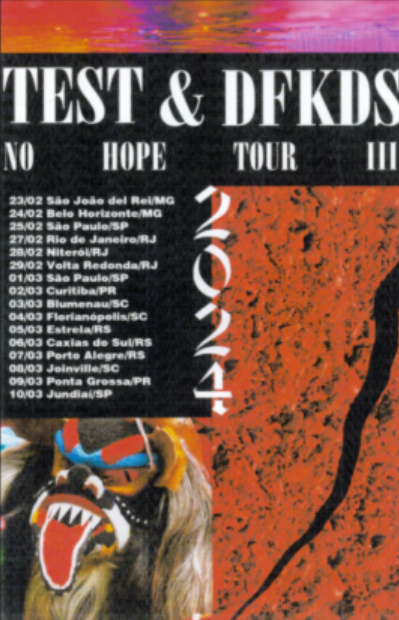 TEST & DFKDS
NO HOPE TOUR III
2024
23/02 São João del Rei/MG
24/02 Belo Horizonte/MG
25/02 São Paulo/SP
27/02 Rio de Janeiro/RJ
28/02 Niterói/RJ
29/02 Volta Redonda/RJ
01/03 São Paulo/SP
02/03 Curitiba/PR
03/03 Blumenau/SC
04/03 Florianópolis/SC
05/03 Estrela/RS
06/03 Caxias do Sul/RS
07/03 Porto Alegre/RS
08/03 Joinville/SC
09/03 Ponta Grossa/PR
10/03 Jundiaí/SP